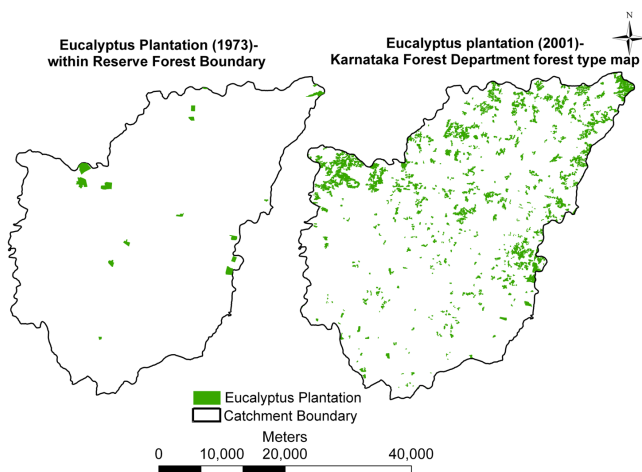 N
Eucalyptus Plantation (1973)-
within Reserve Forest Boundary
Eucalyptus plantation (2001)-
Karnataka Forest Department forest type map
Eucalyptus Plantation
Catchment Boundary
Meters
0 10,000 20,000 40,000